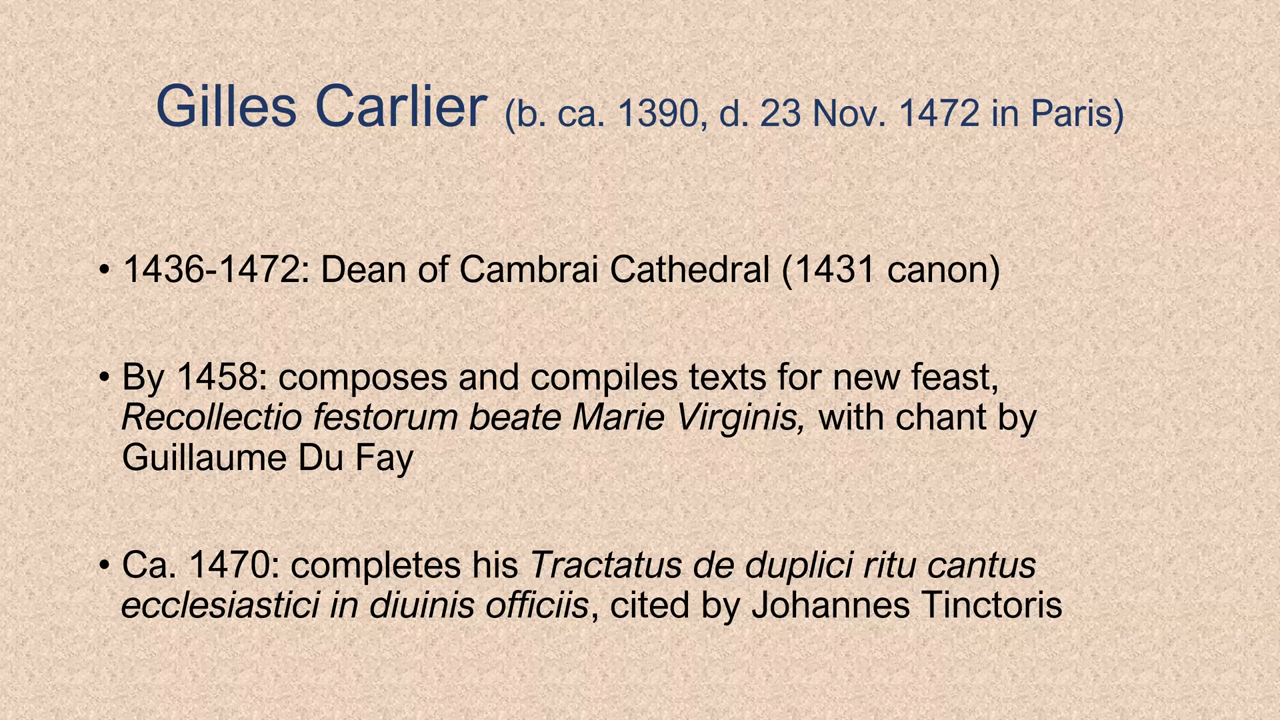 Gilles Carlier (b. ca. 1390, d. 23 Nov. 1472 in Paris)
• 1436-1472: Dean of Cambrai Cathedral (1431 canon)
• By 1458: composes and compiles texts for new feast,
Recollectio festorum beate Marie Virginis, with chant by
Guillaume Du Fay
• Ca. 1470: completes his Tractatus de duplici ritu cantus
ecclesiastici in diuinis officiis, cited by Johannes Tinctoris